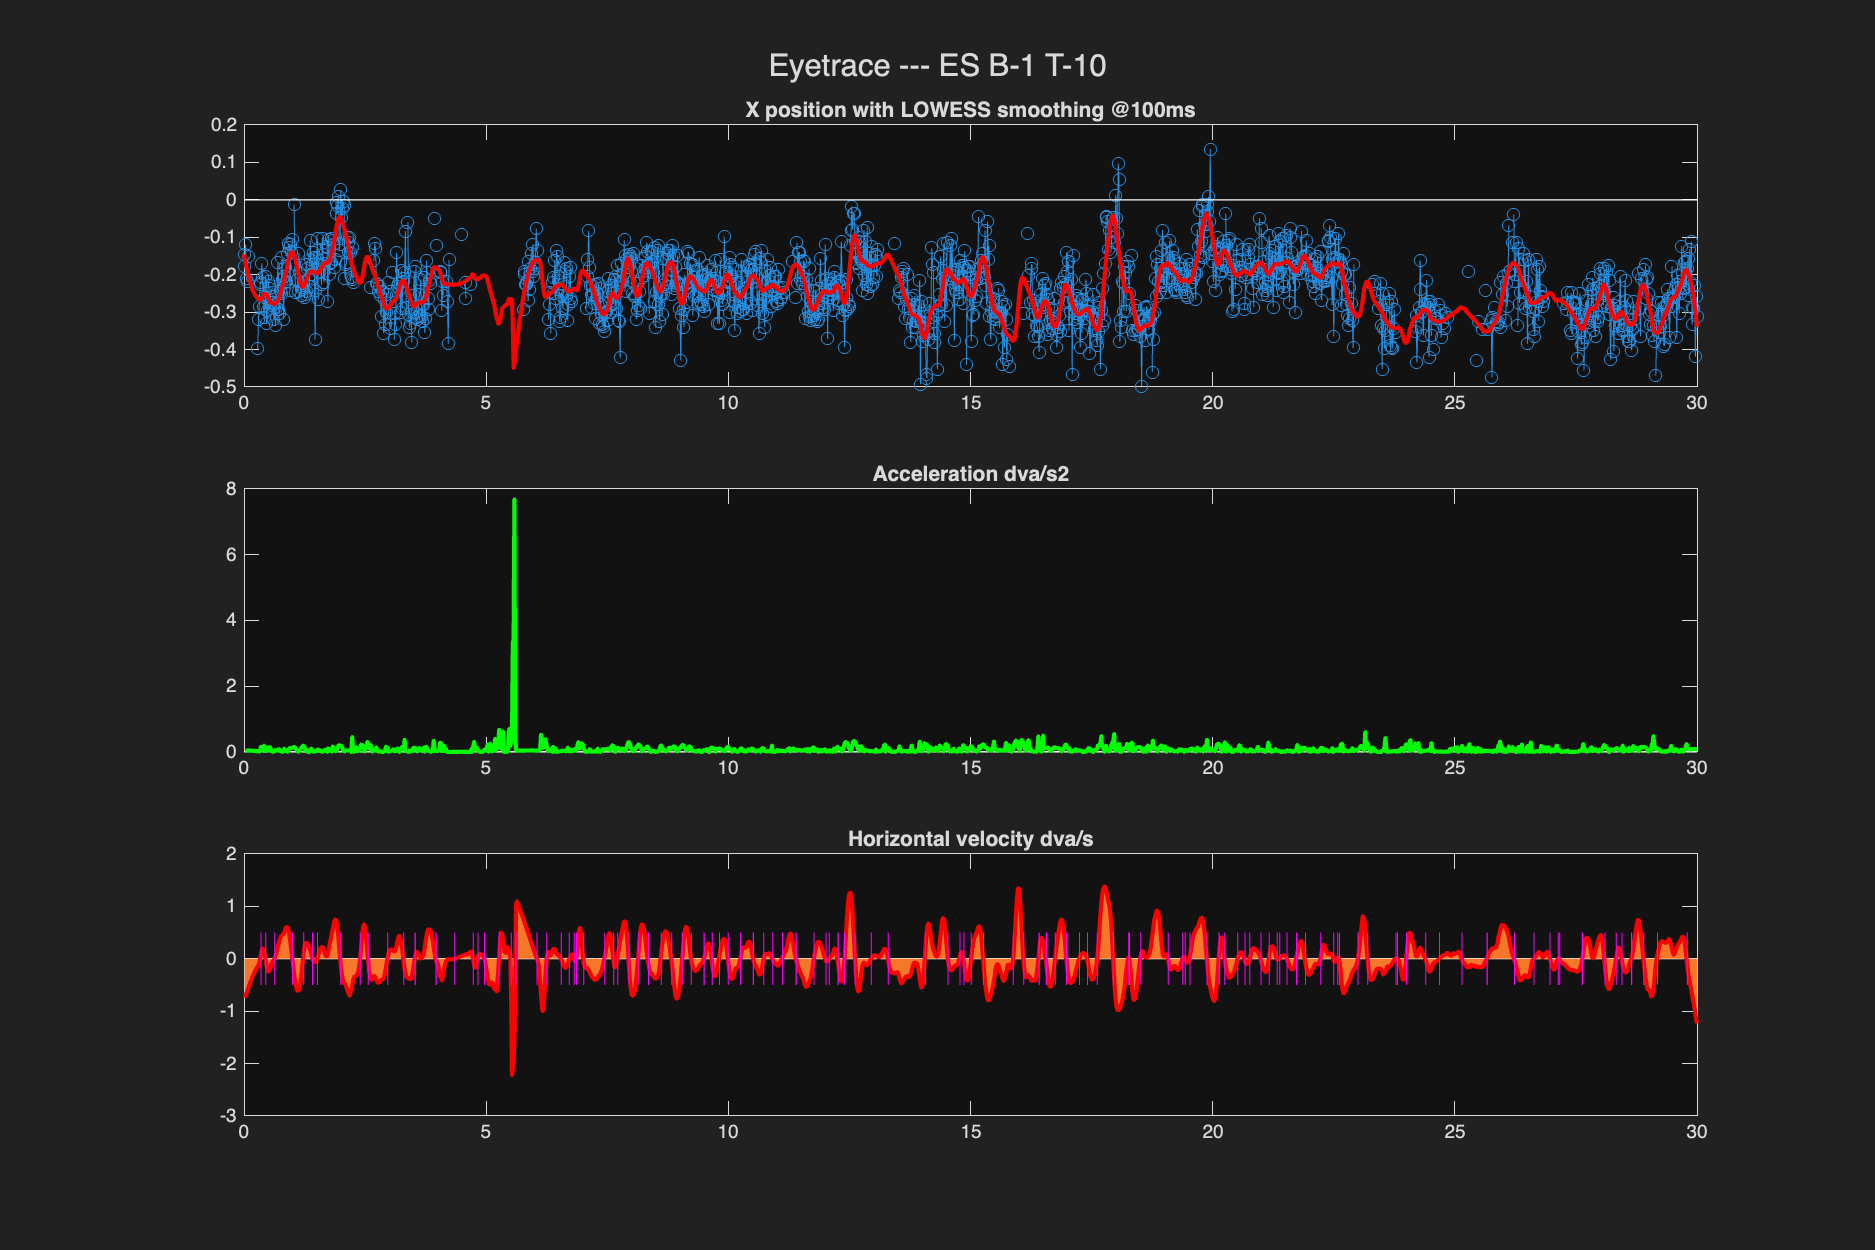 Eyetrace --- ES B-1 T-10
X position with LOWESS smoothing @100ms
0.2
0.1
0
-0.1
-0.2
-0.3
-0.4
-0.5
0 5 10 15 20 25 30
Acceleration dva/s2
8
6
4
2
0
0 5 10 15 20 25 30
Horizontal velocity dva/s
2
1
0
-1
-2
-3
0 5 10 15 20 25 30